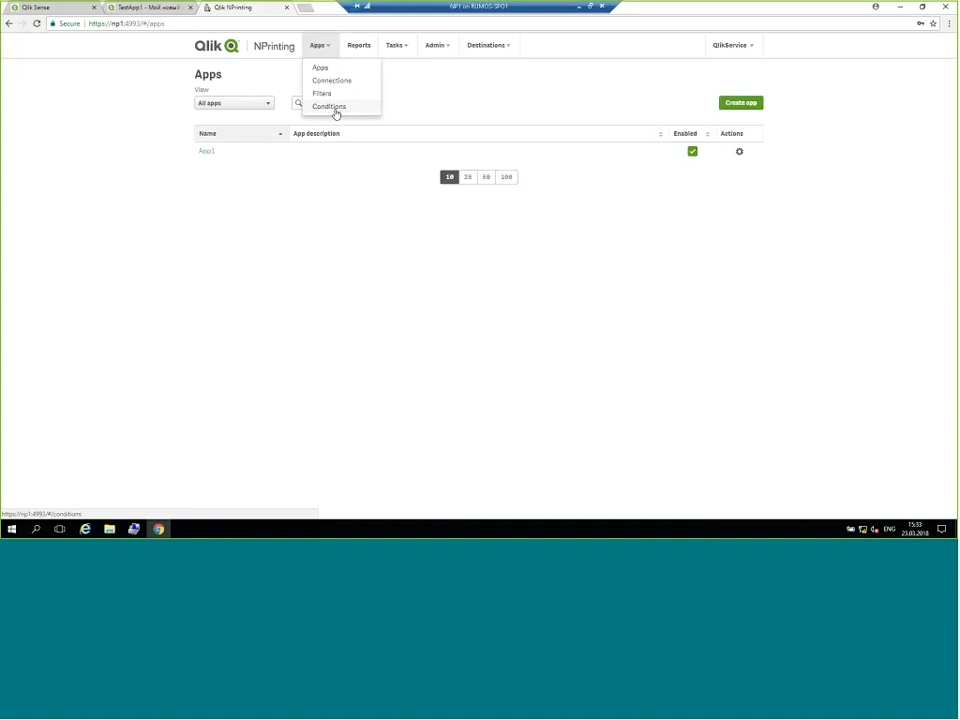 Qlik Sense
TestApp1 - Мой новый
Qlik NPrinting
NP1 on RUMOS-SPO1
Secure | https://np1:4993/#/apps
Qlik NPrinting
Apps
Reports
Tasks
Admin
Destinations
QlikService
Apps
Connections
Filters
Conditions
Apps
View
All apps
Create app
Name
App description
Enabled
Actions
App1
10 25 50 100
https://np1:4993/#/conditions
ENG
15:33
23.03.2018